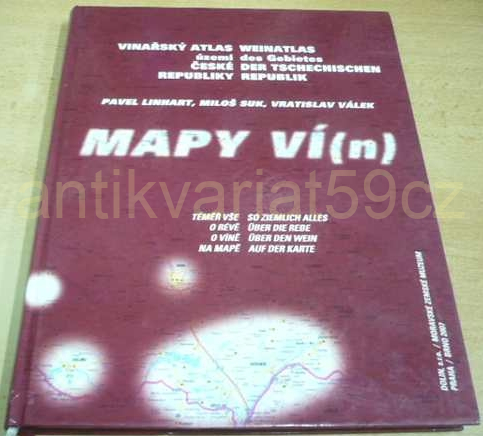 VINAŘSKÝ ATLAS WEINATLAS
území des Gebietes
ČESKÉ DER TSCHECHISCHEN
REPUBLIKY REPUBLIK
PAVEL LINHART, MILOŠ SUK, VRATISLAV VÁLEK
MAPY VÍ(n)
antikvariat59cz
TÉMĚŘ VŠE SO ZIEMLICH ALLES
O RÉVĚ ÜBER DIE REBE
O VÍNĚ ÜBER DEN WEIN
NA MAPĚ AUF DER KARTE
DOLIN, s.r.o. / MORAVSKÉ ZEMSKÉ MUZEUM
PRAHA / BRNO 2007